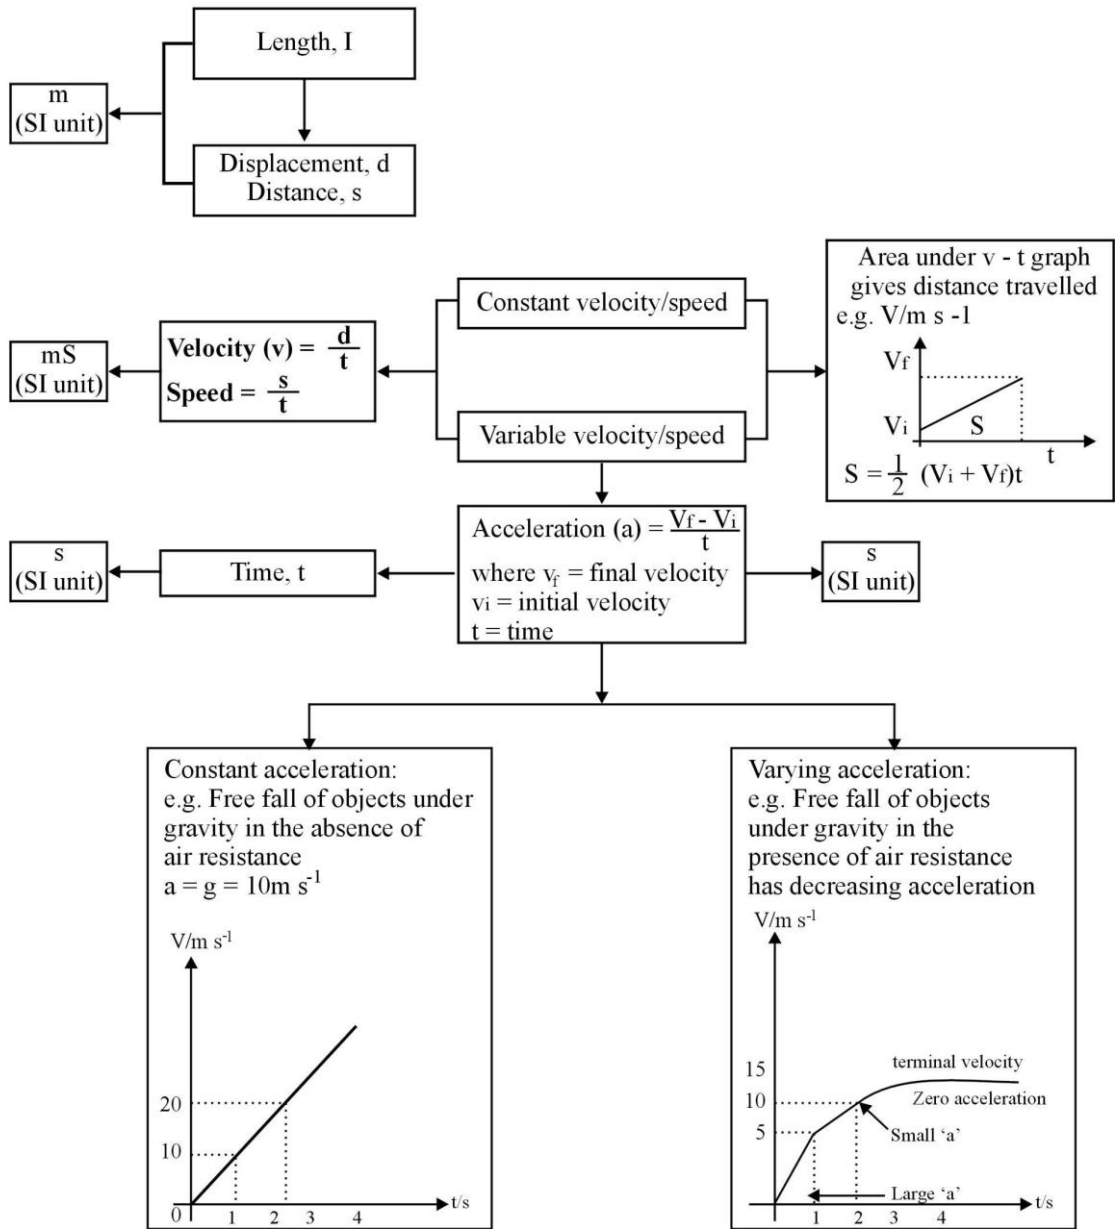 Length, I
m
(SI unit)
Displacement, d
Distance, s
Constant velocity/speed
Area under v - t graph
gives distance travelled
e.g. V/m s -1
Vf
Vi
S
t
S = 1/2 (Vi + Vf)t
mS
(SI unit)
Velocity (v) = d/t
Speed = s/t
Variable velocity/speed
s
(SI unit)
Time, t
Acceleration (a) = Vf - Vi/t
where vf = final velocity
vi = initial velocity
t = time
s
(SI unit)
Constant acceleration:
e.g. Free fall of objects under
gravity in the absence of
air resistance
a = g = 10m s-1
V/m s-1
20
10
0 1 2 3 4 t/s
Varying acceleration:
e.g. Free fall of objects
under gravity in the
presence of air resistance
has decreasing acceleration
V/m s-1
15
terminal velocity
10
Zero acceleration
5
Small ‘a’
Large ‘a’
1 2 3 4 t/s